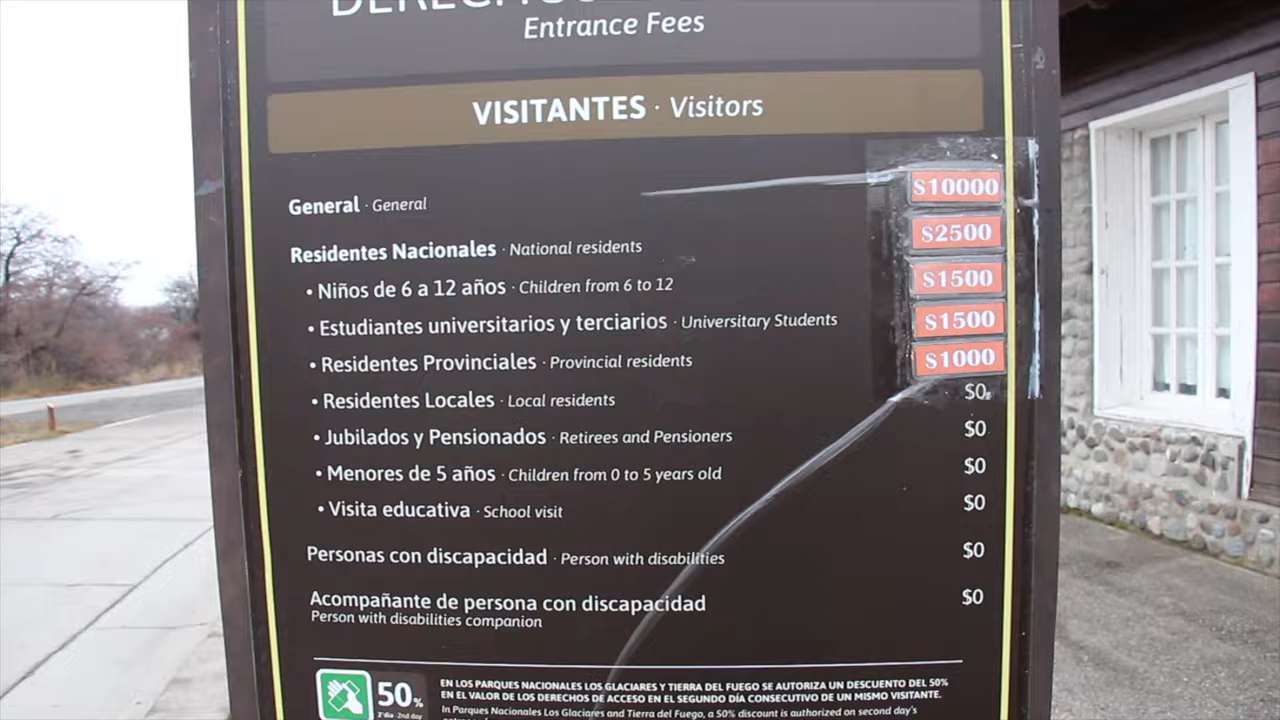 Entrance Fees
VISITANTES · Visitors
General · General $10000
Residentes Nacionales · National residents $2500
• Niños de 6 a 12 años · Children from 6 to 12 $1500
• Estudiantes universitarios y terciarios · Universitary Students $1500
• Residentes Provinciales · Provincial residents $1000
• Residentes Locales · Local residents $0
• Jubilados y Pensionados · Retirees and Pensioners $0
• Menores de 5 años · Children from 0 to 5 years old $0
• Visita educativa · School visit $0
Personas con discapacidad · Person with disabilities $0
Acompañante de persona con discapacidad $0
Person with disabilities companion
50%
2º día · 2nd day
EN LOS PARQUES NACIONALES LOS GLACIARES Y TIERRA DEL FUEGO SE AUTORIZA UN DESCUENTO DEL 50%
EN EL VALOR DE LOS DERECHOS DE ACCESO EN EL SEGUNDO DÍA CONSECUTIVO DE UN MISMO VISITANTE.
In Parques Nacionales Los Glaciares and Tierra del Fuego, a 50% discount is authorized on second day's